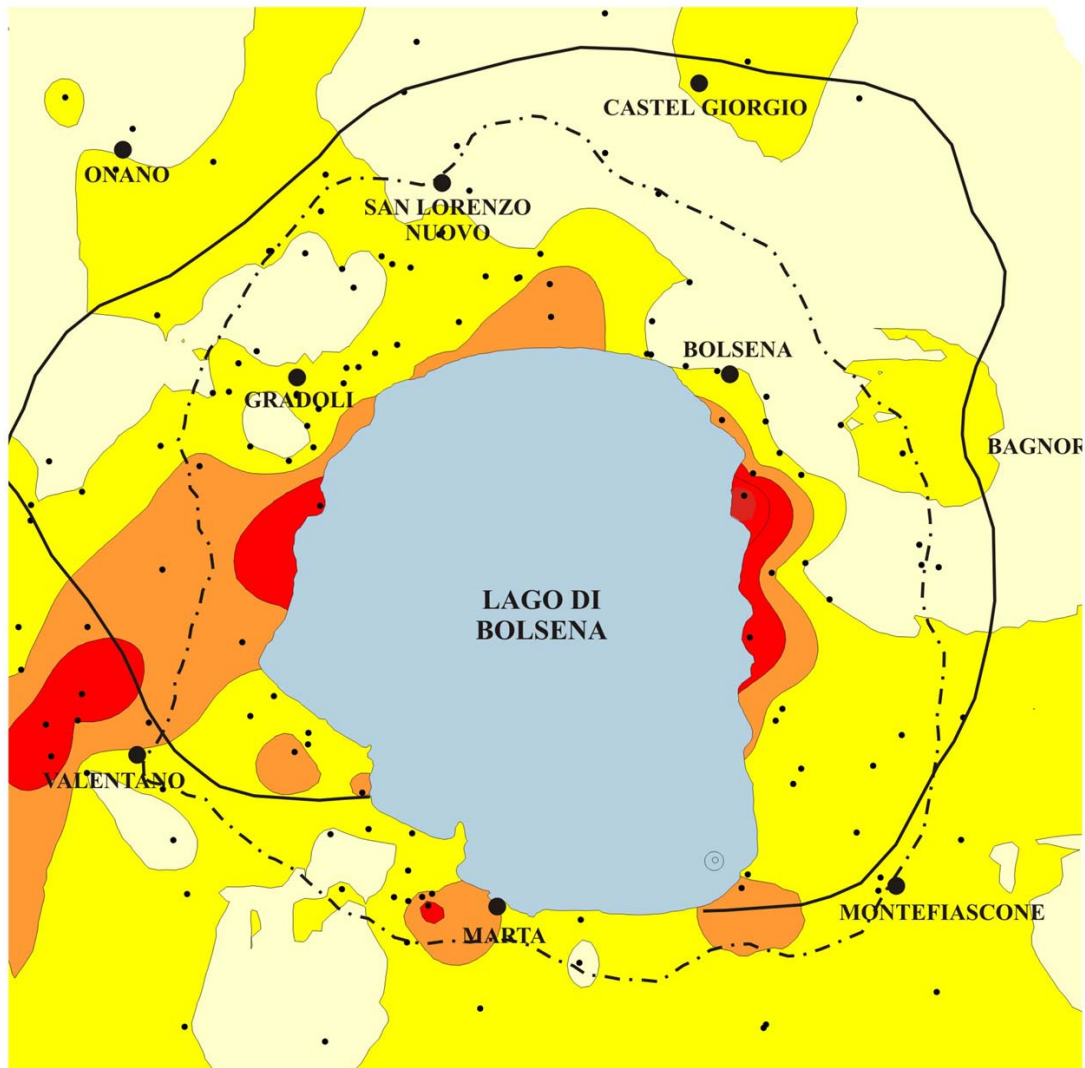 CASTEL GIORGIO
ONANO
SAN LORENZO
NUOVO
BOLSENA
GRADOLI
BAGNOR
LAGO DI
BOLSENA
VALENTANO
MONTEFIASCONE
MARTA